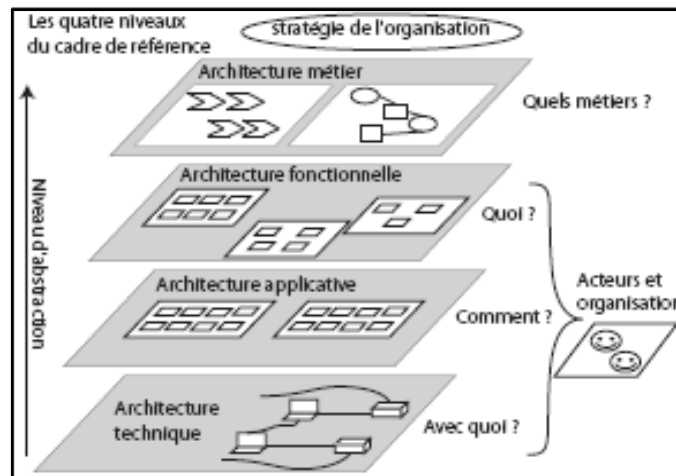 Les quatre niveaux
du cadre de référence
stratégie de l'organisation
Architecture métier
Quels métiers ?
Architecture fonctionnelle
Quoi ?
Architecture applicative
Comment ?
Architecture
technique
Avec quoi ?
Acteurs et
organisation
Niveau d'abstraction